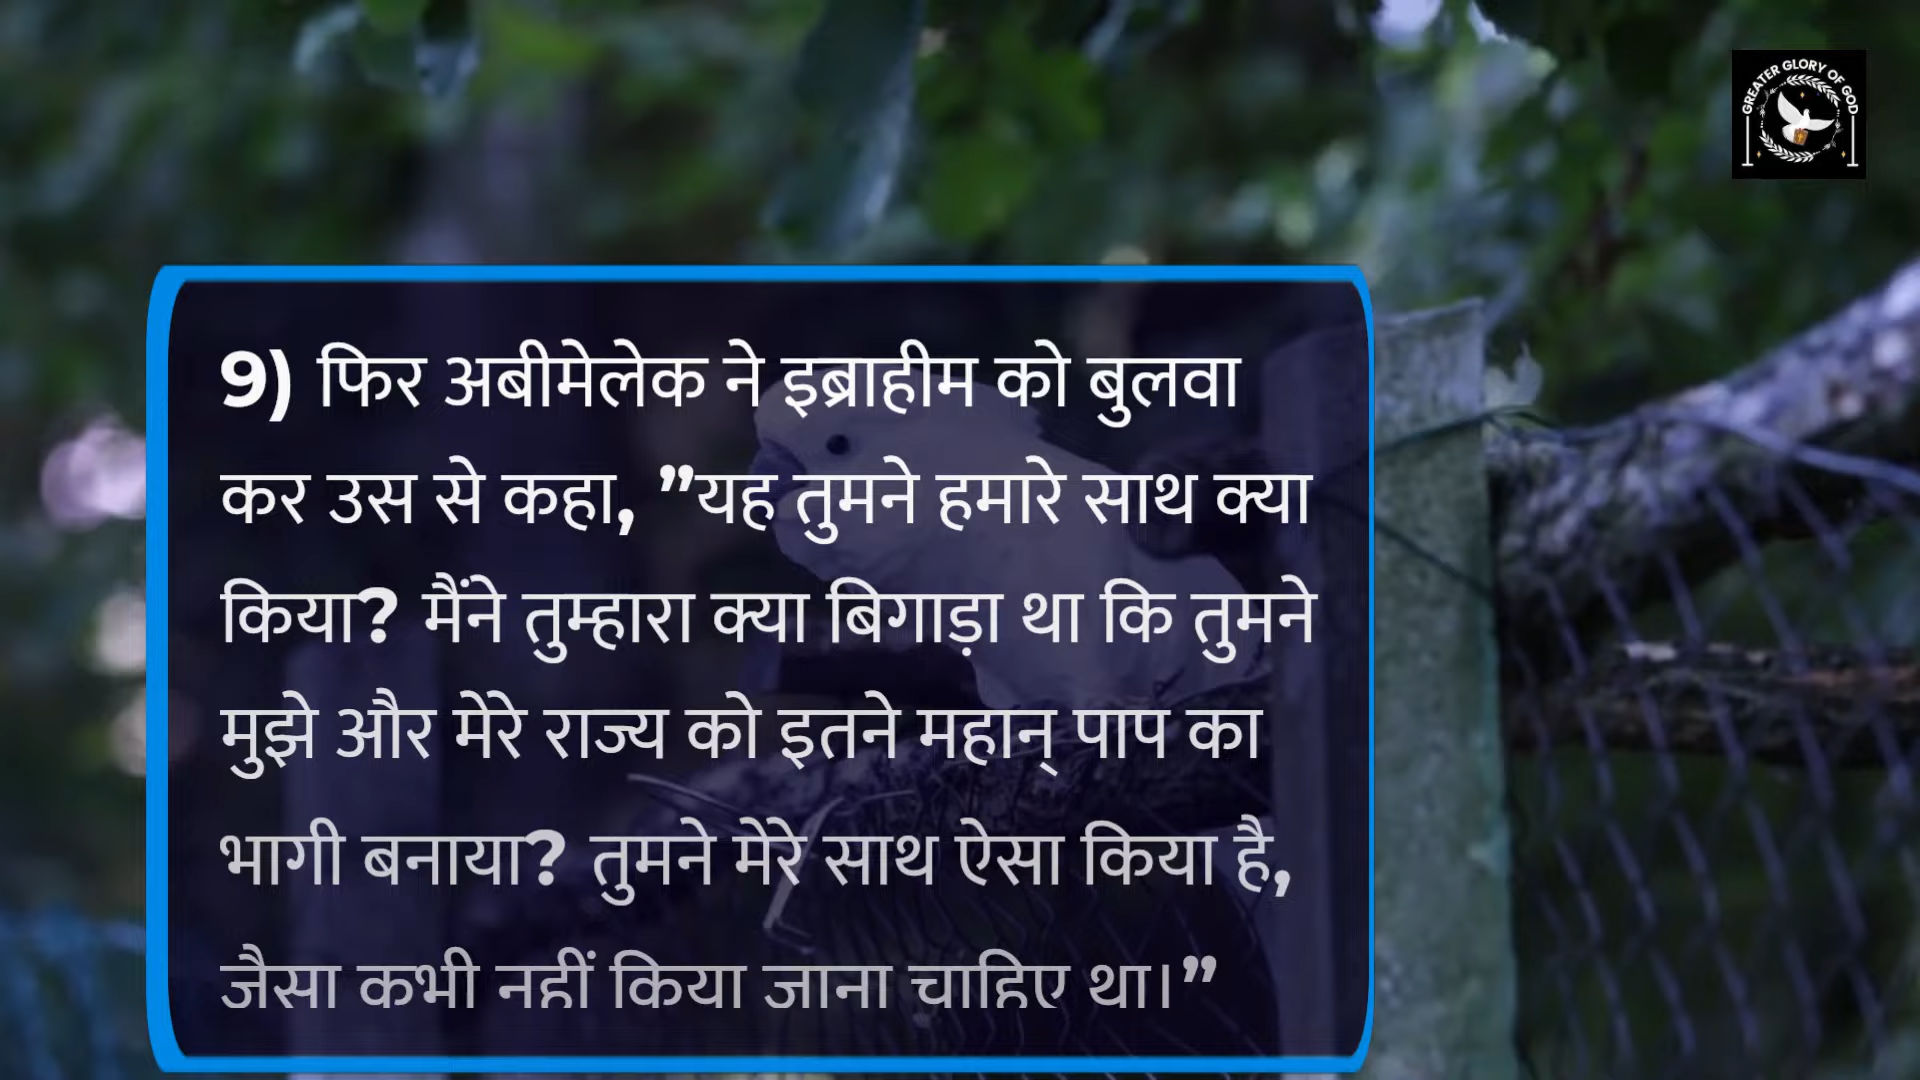 GREATER GLORY OF GOD
9) फिर अबीमेलेक ने इब्राहीम को बुलवा
कर उस से कहा, ”यह तुमने हमारे साथ क्या
किया? मैंने तुम्हारा क्या बिगाड़ा था कि तुमने
मुझे और मेरे राज्य को इतने महान् पाप का
भागी बनाया? तुमने मेरे साथ ऐसा किया है,
जैसा कभी नहीं किया जाना चाहिए था।”